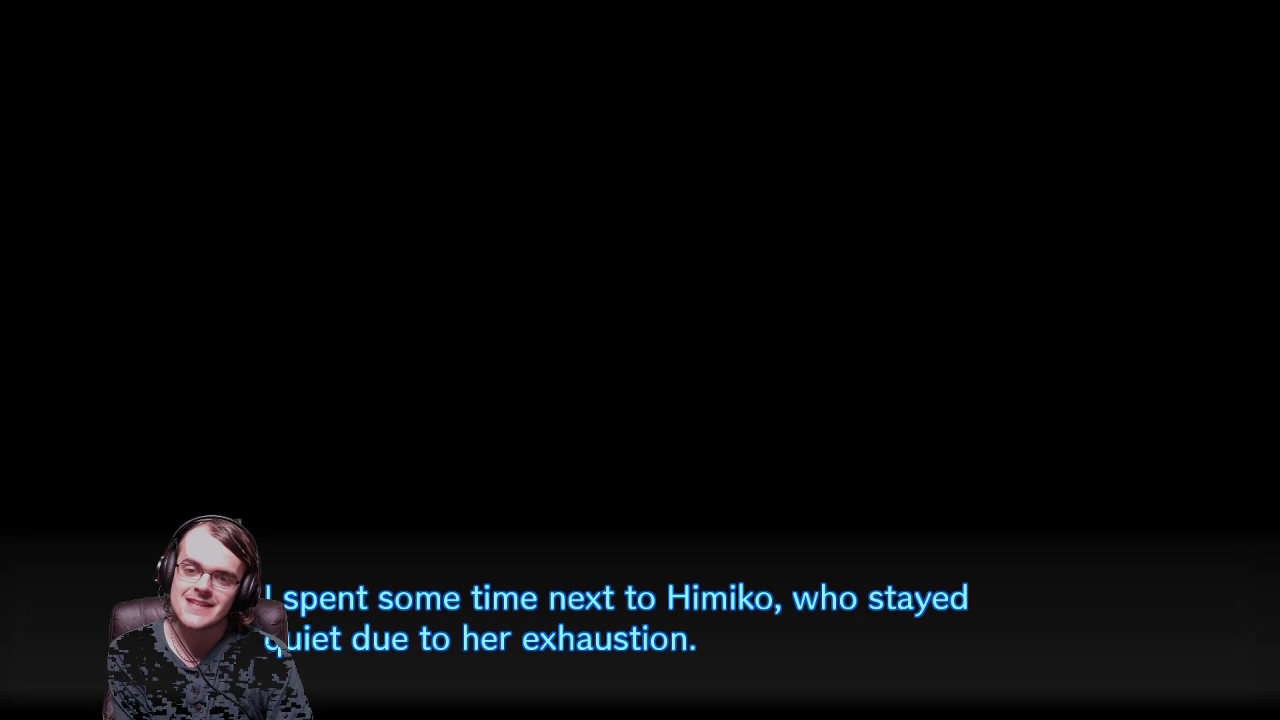 I spent some time next to Himiko, who stayed
quiet due to her exhaustion.